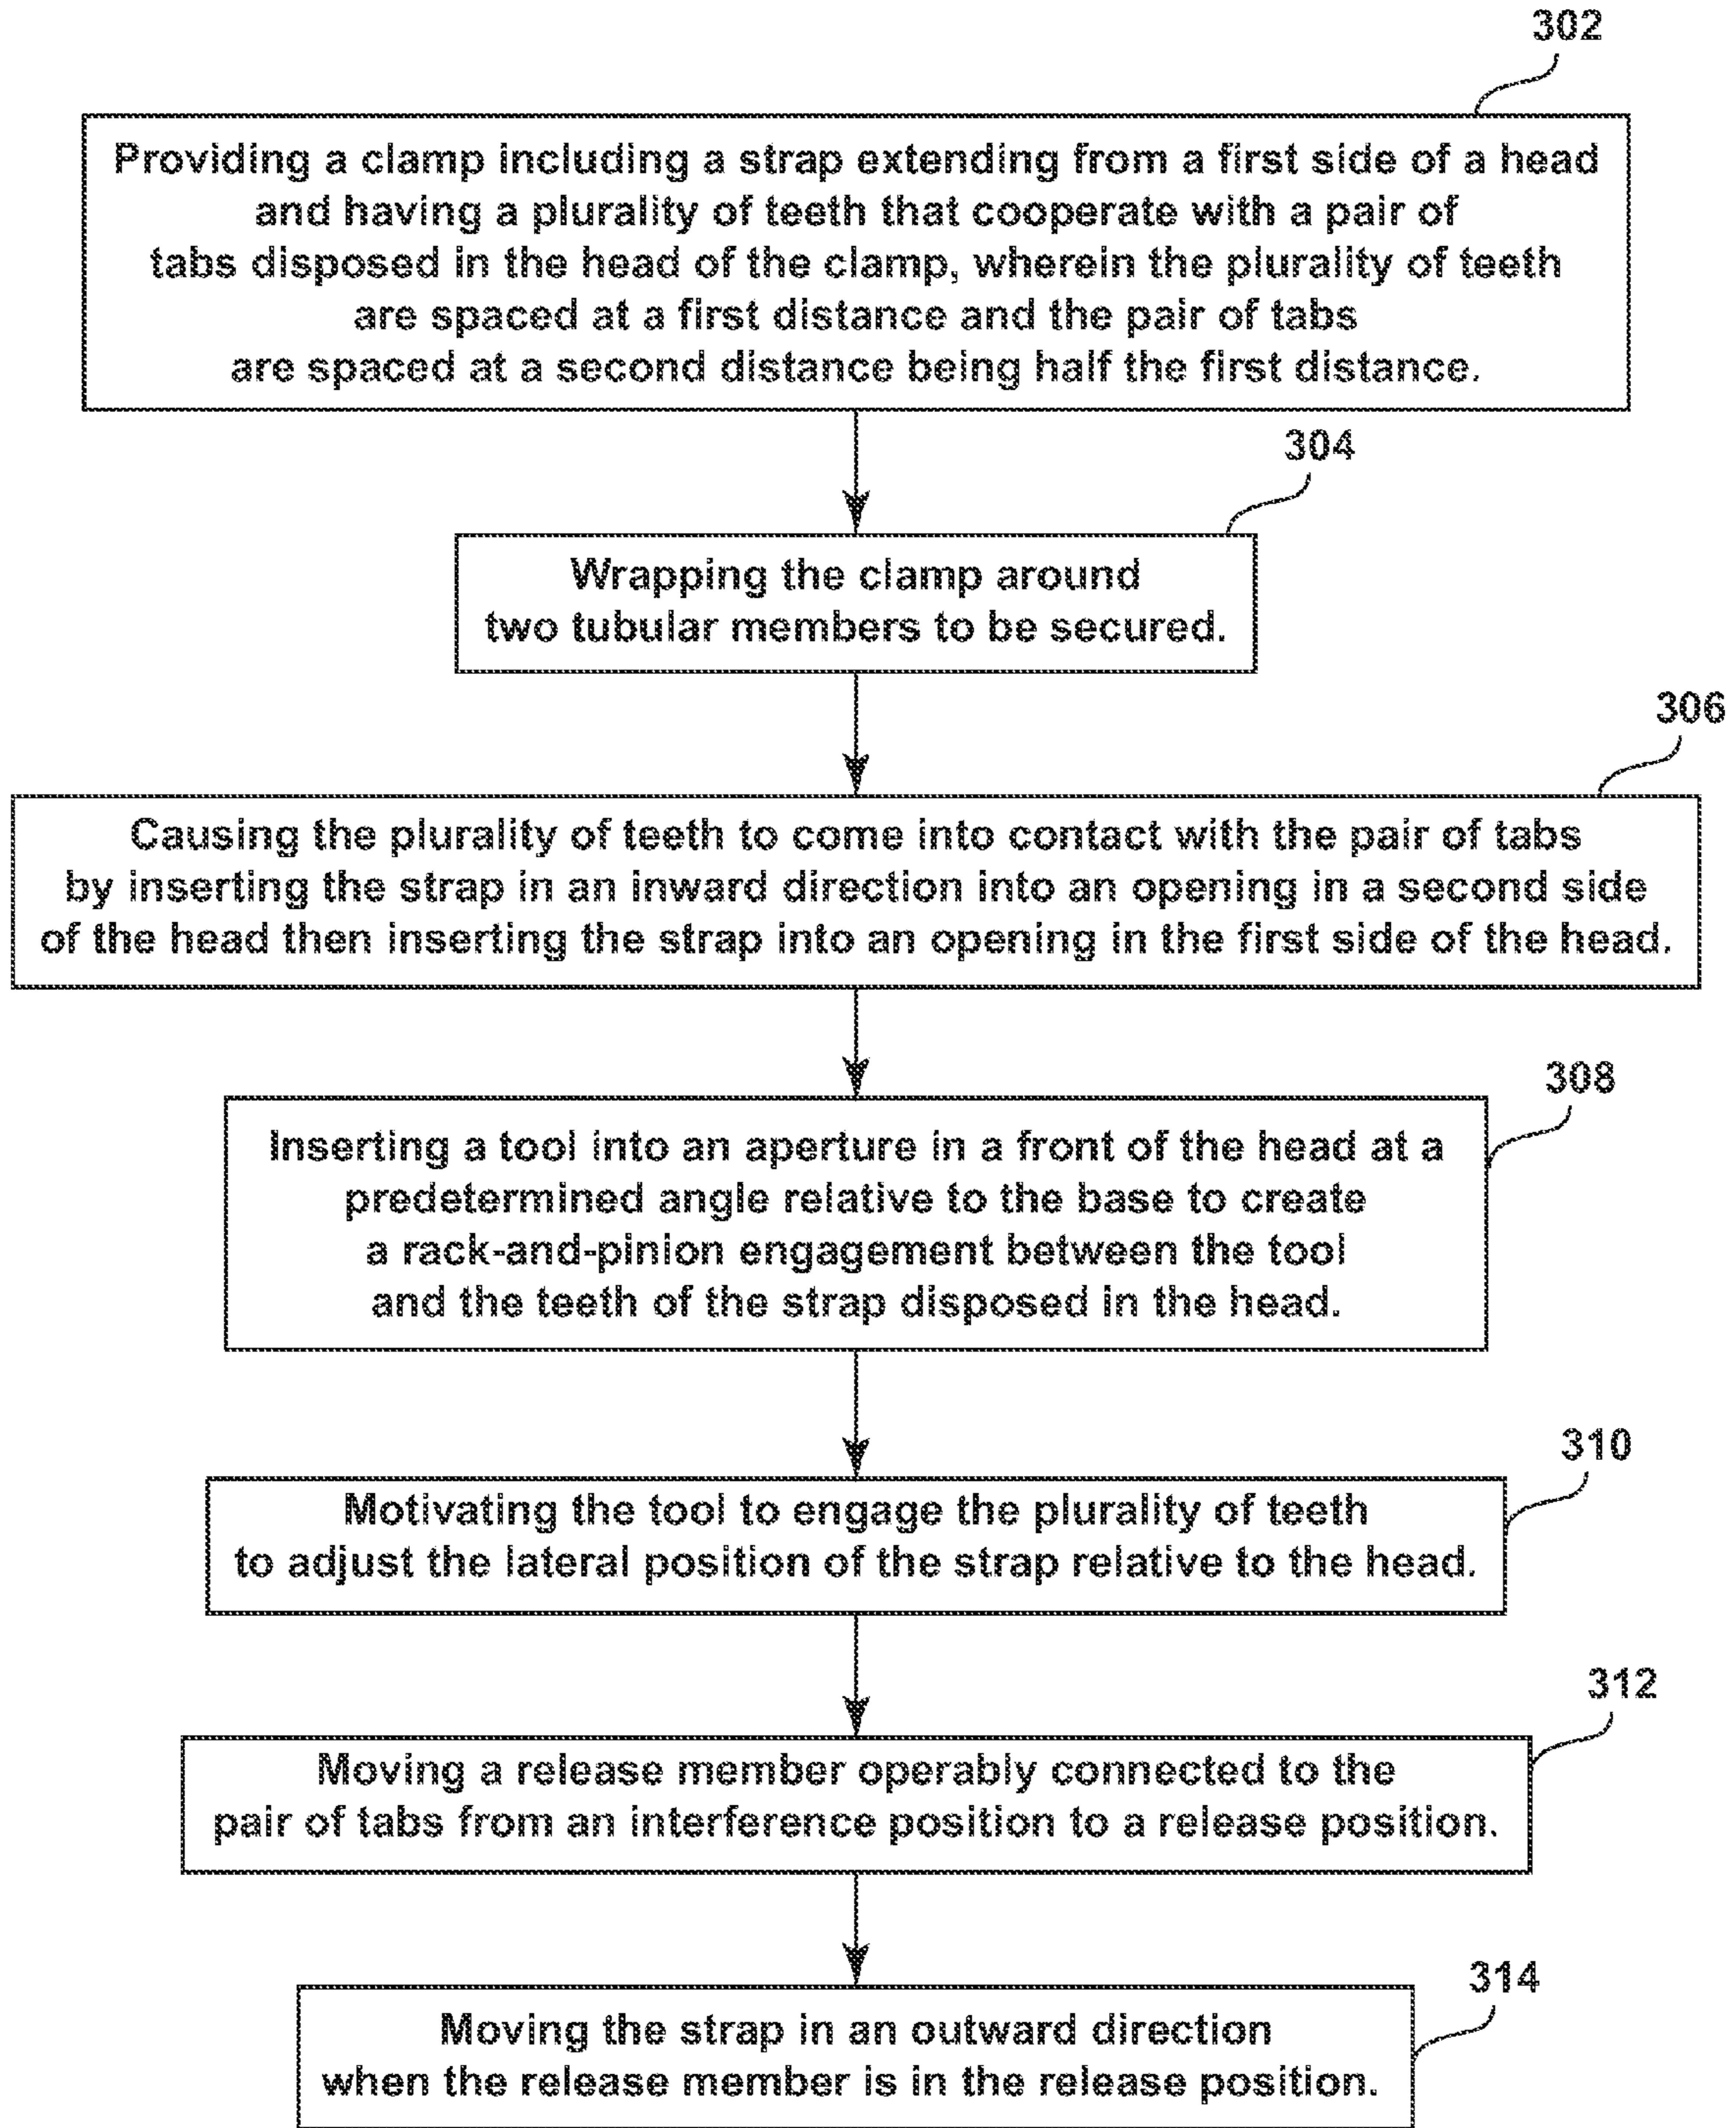 302
Providing a clamp including a strap extending from a first side of a head
and having a plurality of teeth that cooperate with a pair of
tabs disposed in the head of the clamp, wherein the plurality of teeth
are spaced at a first distance and the pair of tabs
are spaced at a second distance being half the first distance.
304
Wrapping the clamp around
two tubular members to be secured.
306
Causing the plurality of teeth to come into contact with the pair of tabs
by inserting the strap in an inward direction into an opening in a second side
of the head then inserting the strap into an opening in the first side of the head.
308
Inserting a tool into an aperture in a front of the head at a
predetermined angle relative to the base to create
a rack-and-pinion engagement between the tool
and the teeth of the strap disposed in the head.
310
Motivating the tool to engage the plurality of teeth
to adjust the lateral position of the strap relative to the head.
312
Moving a release member operably connected to the
pair of tabs from an interference position to a release position.
314
Moving the strap in an outward direction
when the release member is in the release position.